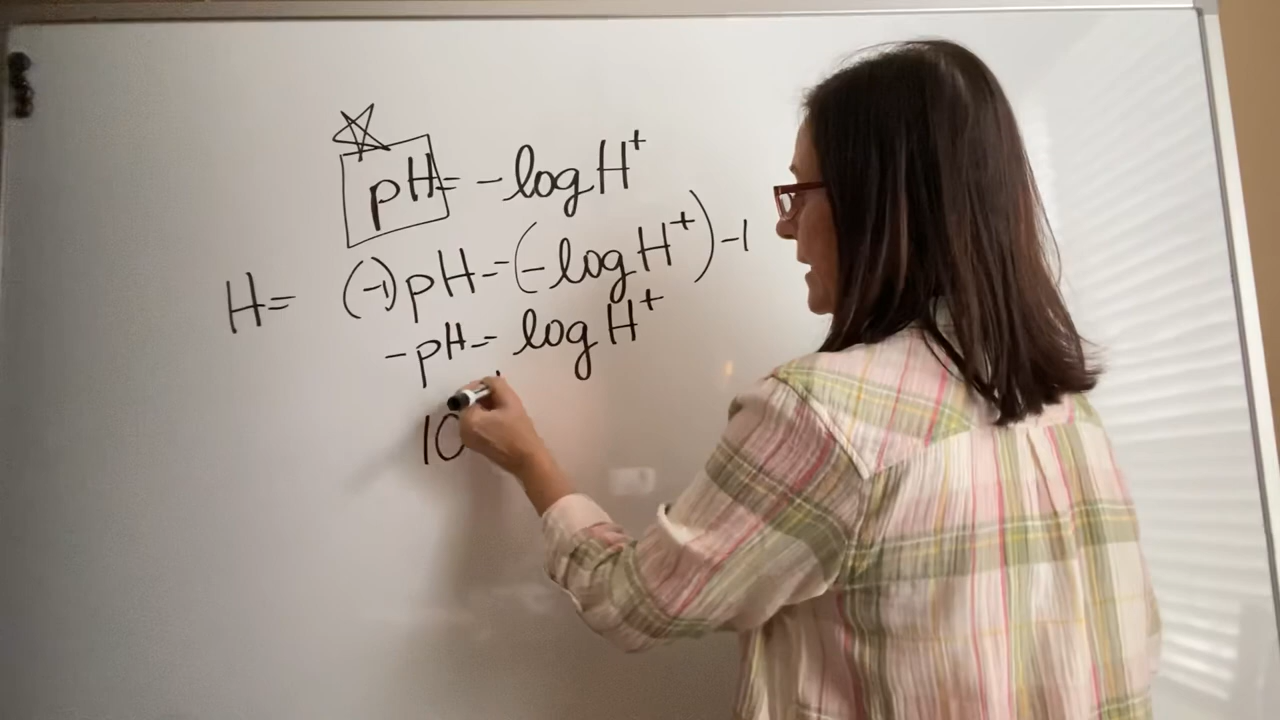 pH = -log H⁺
H= (-1) pH = (-log H⁺) -1
-pH = log H⁺
10